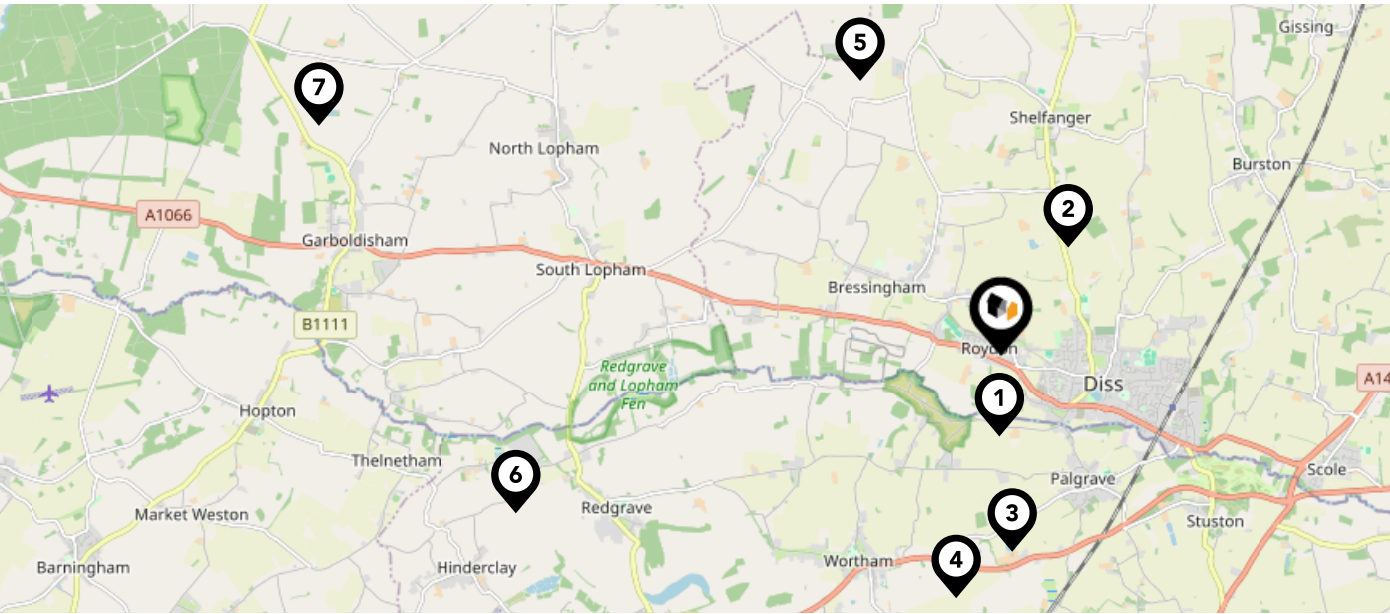 Gissing
5
7
Shelfanger
North Lopham
Burston
2
A1066
Garboldisham
South Lopham
Bressingham
B1111
Roydon
Redgrave
and Lopham
Fen
Diss
A14
1
Hopton
Thelnetham
6
Scole
Palgrave
Redgrave
3
Market Weston
Stuston
4
Wortham
Barningham
Hinderclay